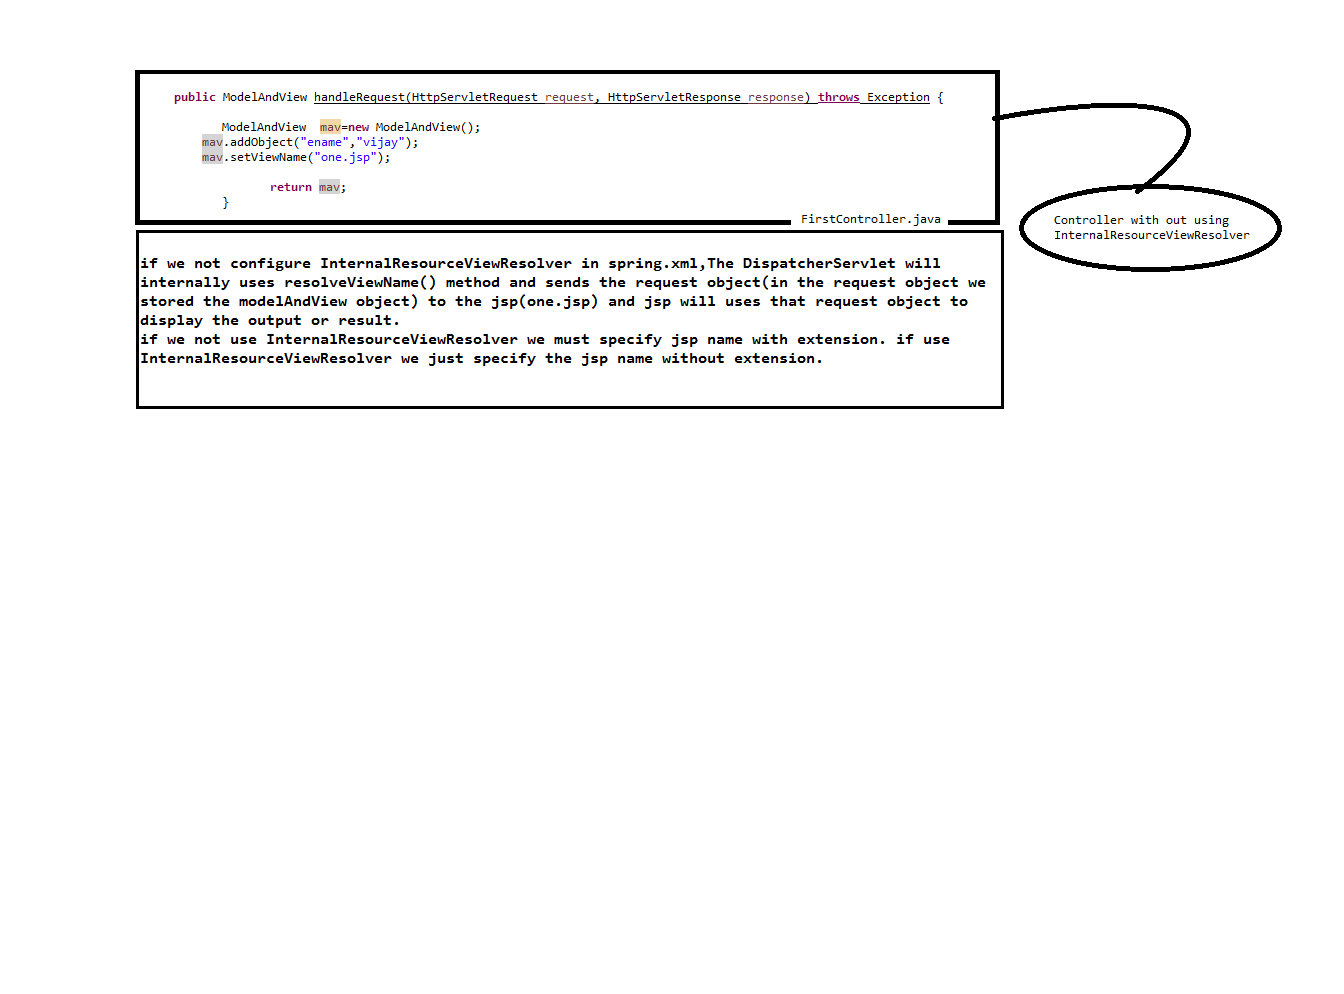 public ModelAndView handleRequest(HttpServletRequest request, HttpServletResponse response) throws Exception {
ModelAndView  mav=new ModelAndView();
mav.addObject("ename","vijay");
mav.setViewName("one.jsp");
return mav;
}
FirstController.java
Controller with out using
InternalResourceViewResolver
if we not configure InternalResourceViewResolver in spring.xml,The DispatcherServlet will
internally uses resolveViewName() method and sends the request object(in the request object we
stored the modelAndView object) to the jsp(one.jsp) and jsp will uses that request object to
display the output or result.
if we not use InternalResourceViewResolver we must specify jsp name with extension. if use
InternalResourceViewResolver we just specify the jsp name without extension.